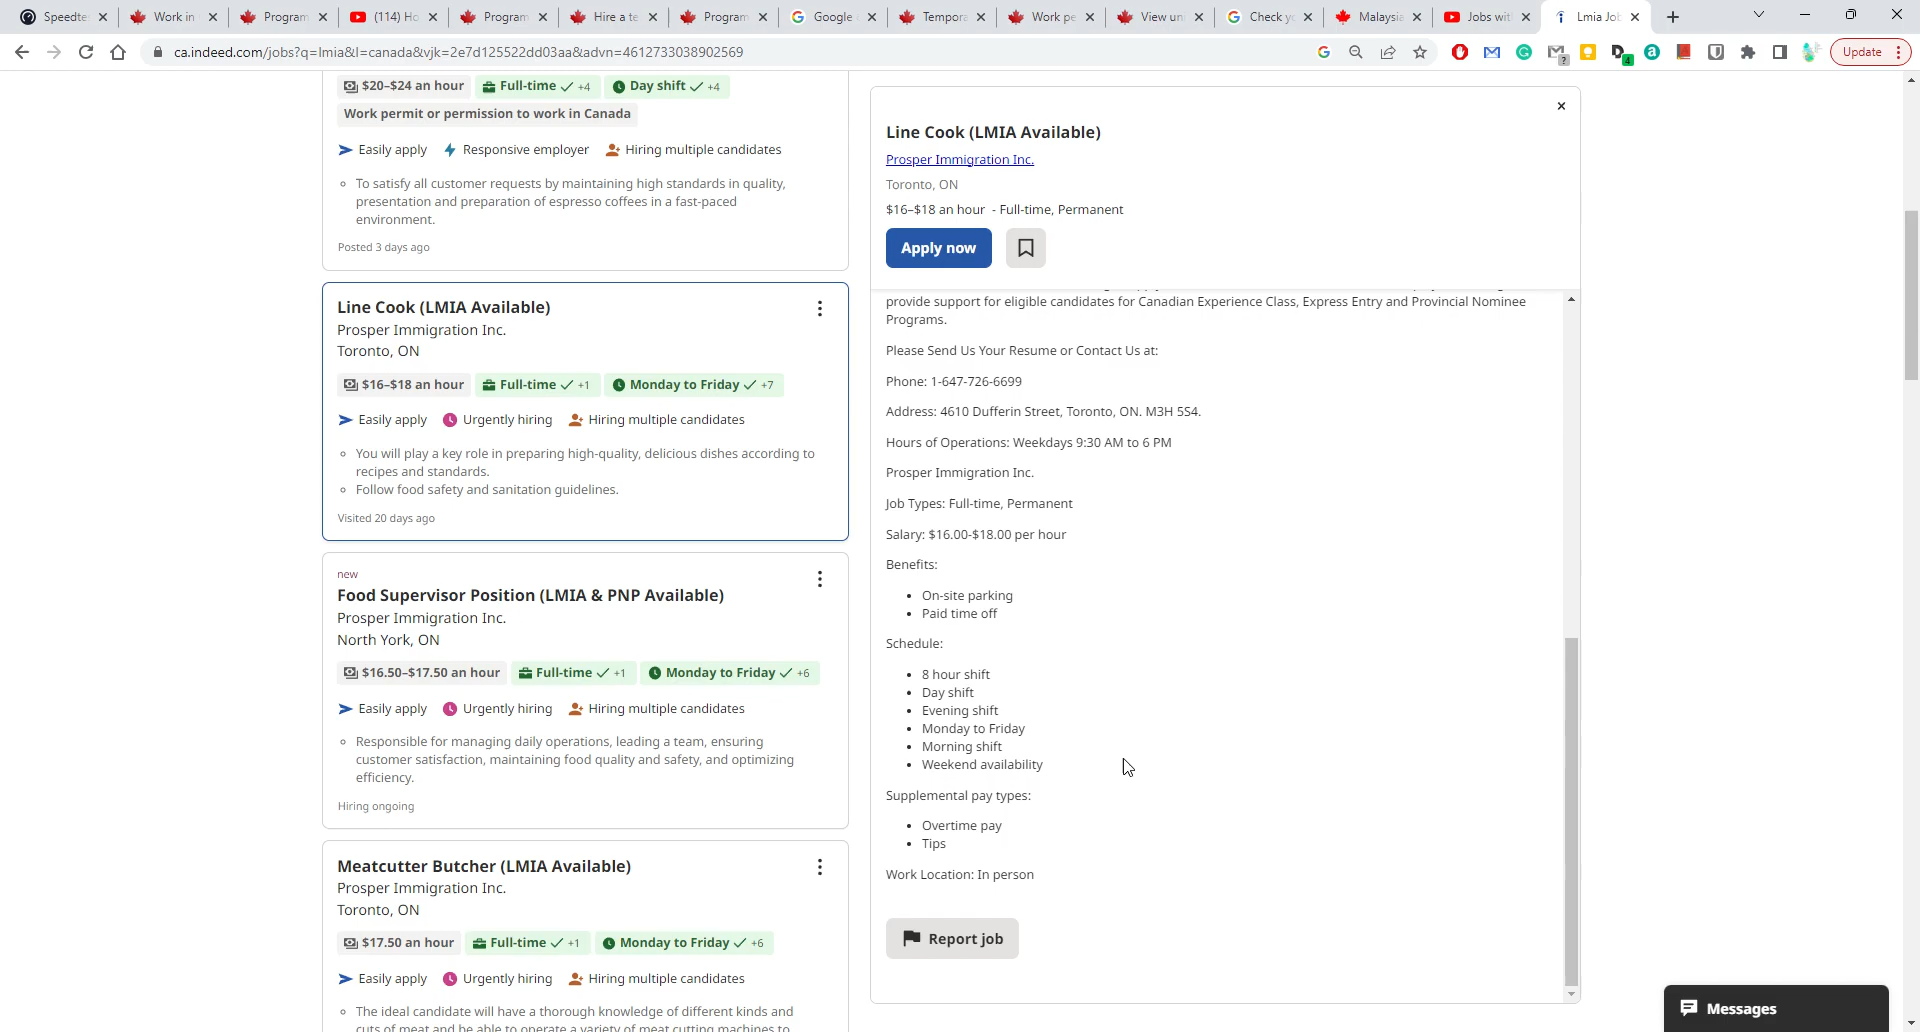 Speedte
Work in
Program
(114) Ho
Program
Hire a te
Program
Google
Tempora
Work pe
View un
Check yo
Malaysia
Jobs wit
Lmia Job
ca.indeed.com/jobs?q=lmia&l=canada&vjk=2e7d125522dd03aa&advn=4612733038902569
Update
$20–$24 an hour Full-time +4 Day shift +4
Work permit or permission to work in Canada
Easily apply Responsive employer Hiring multiple candidates
To satisfy all customer requests by maintaining high standards in quality,
presentation and preparation of espresso coffees in a fast-paced
environment.
Posted 3 days ago
Line Cook (LMIA Available)
Prosper Immigration Inc.
Toronto, ON
$16–$18 an hour Full-time +1 Monday to Friday +7
Easily apply Urgently hiring Hiring multiple candidates
You will play a key role in preparing high-quality, delicious dishes according to
recipes and standards.
Follow food safety and sanitation guidelines.
Visited 20 days ago
new
Food Supervisor Position (LMIA & PNP Available)
Prosper Immigration Inc.
North York, ON
$16.50–$17.50 an hour Full-time +1 Monday to Friday +6
Easily apply Urgently hiring Hiring multiple candidates
Responsible for managing daily operations, leading a team, ensuring
customer satisfaction, maintaining food quality and safety, and optimizing
efficiency.
Hiring ongoing
Meatcutter Butcher (LMIA Available)
Prosper Immigration Inc.
Toronto, ON
$17.50 an hour Full-time +1 Monday to Friday +6
Easily apply Urgently hiring Hiring multiple candidates
The ideal candidate will have a thorough knowledge of different kinds and
cuts of meat and be able to operate a variety of meat cutting machines to
Line Cook (LMIA Available)
Prosper Immigration Inc.
Toronto, ON
$16–$18 an hour - Full-time, Permanent
Apply now
provide support for eligible candidates for Canadian Experience Class, Express Entry and Provincial Nominee
Programs.
Please Send Us Your Resume or Contact Us at:
Phone: 1-647-726-6699
Address: 4610 Dufferin Street, Toronto, ON. M3H 5S4.
Hours of Operations: Weekdays 9:30 AM to 6 PM
Prosper Immigration Inc.
Job Types: Full-time, Permanent
Salary: $16.00-$18.00 per hour
Benefits:
On-site parking
Paid time off
Schedule:
8 hour shift
Day shift
Evening shift
Monday to Friday
Morning shift
Weekend availability
Supplemental pay types:
Overtime pay
Tips
Work Location: In person
Report job
Messages